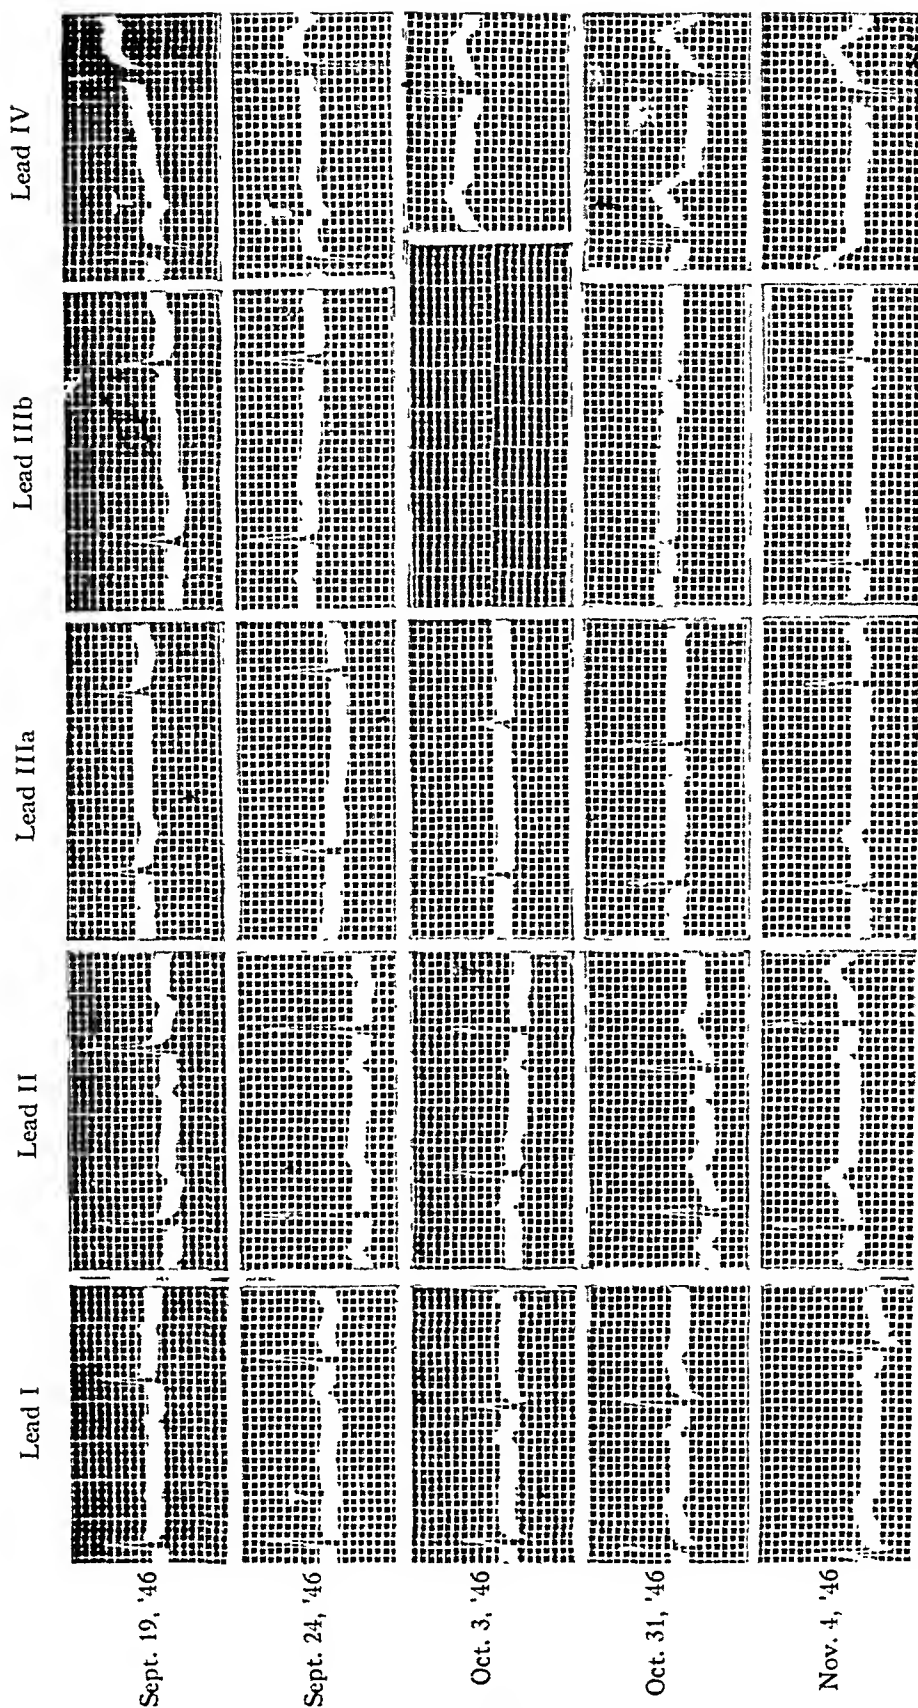 Lead I
Lead II
Lead IIIa
Lead IIIb
Lead IV
Sept. 19, '46
Sept. 24, '46
Oct. 3, '46
Oct. 31, '46
Nov. 4, '46